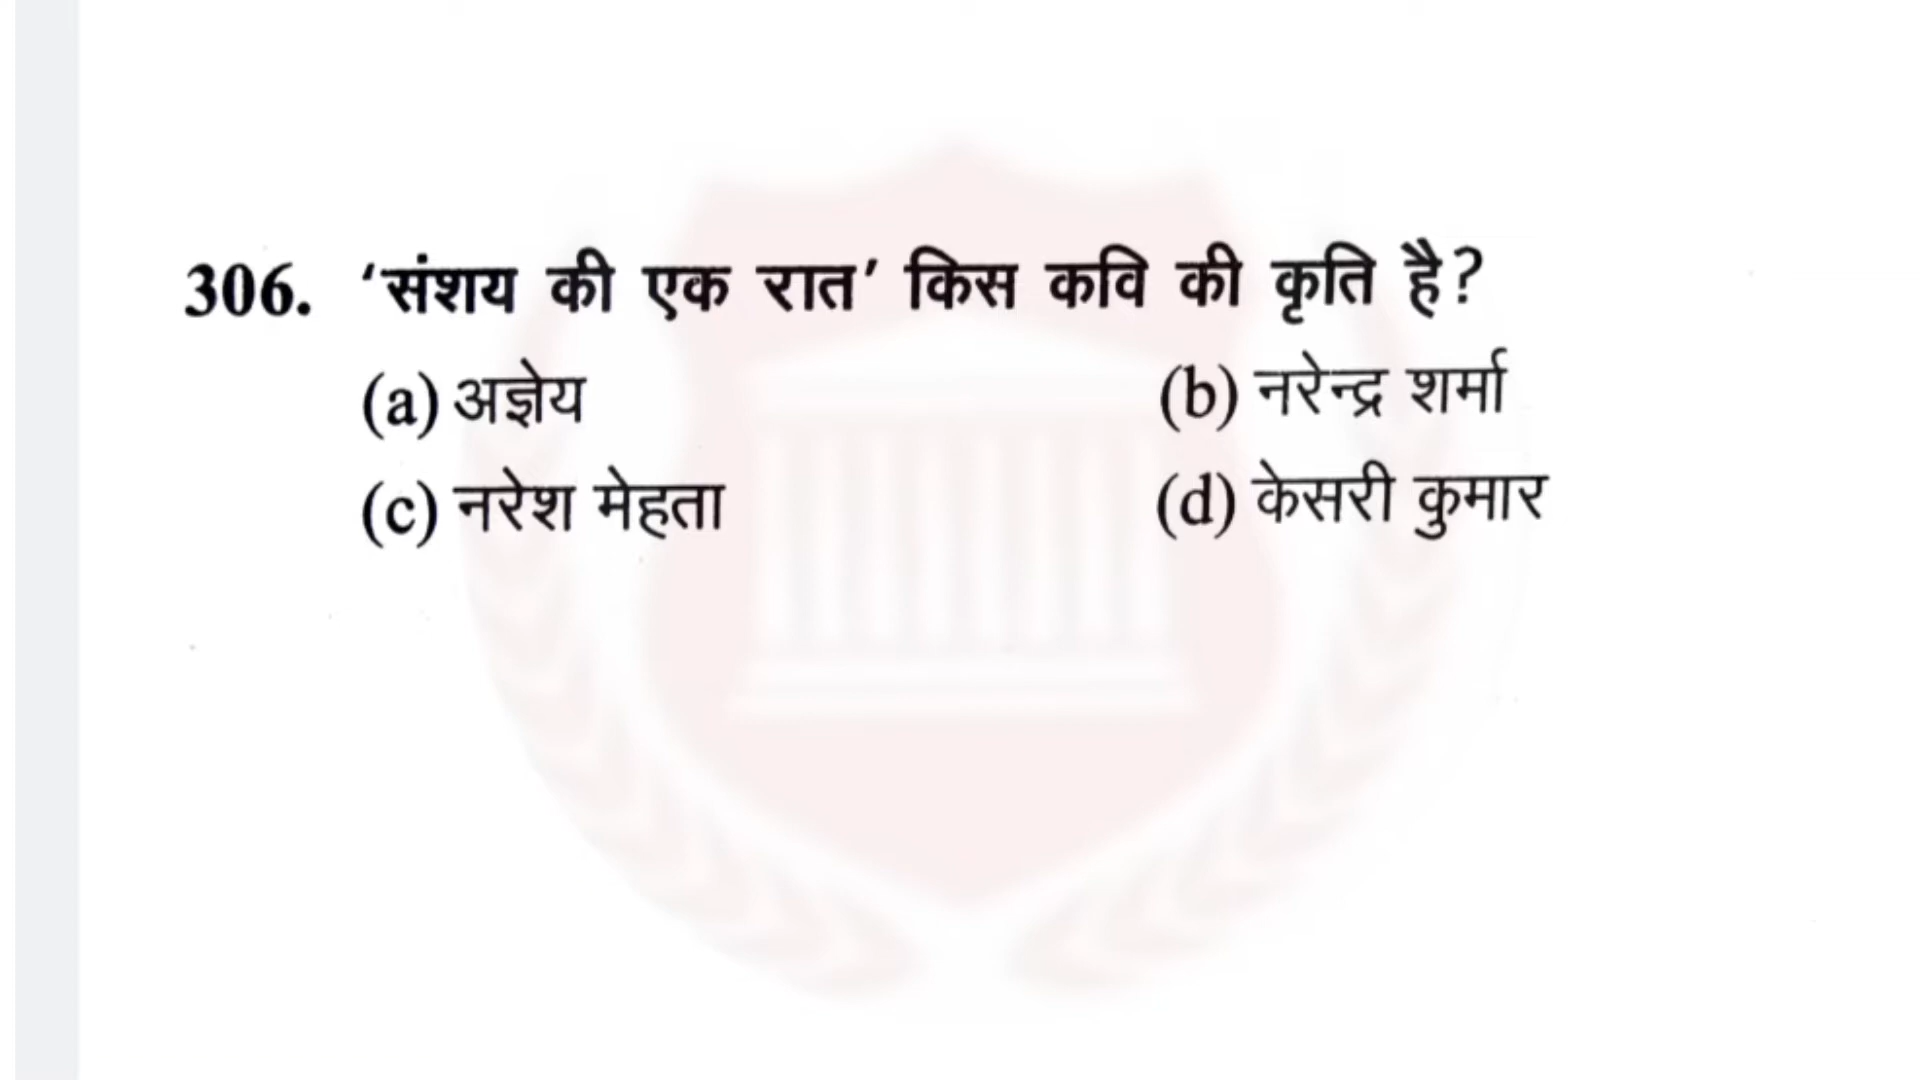 306. ‘संशय की एक रात’ किस कवि की कृति है?
(a) अज्ञेय (b) नरेन्द्र शर्मा
(c) नरेश मेहता (d) केसरी कुमार